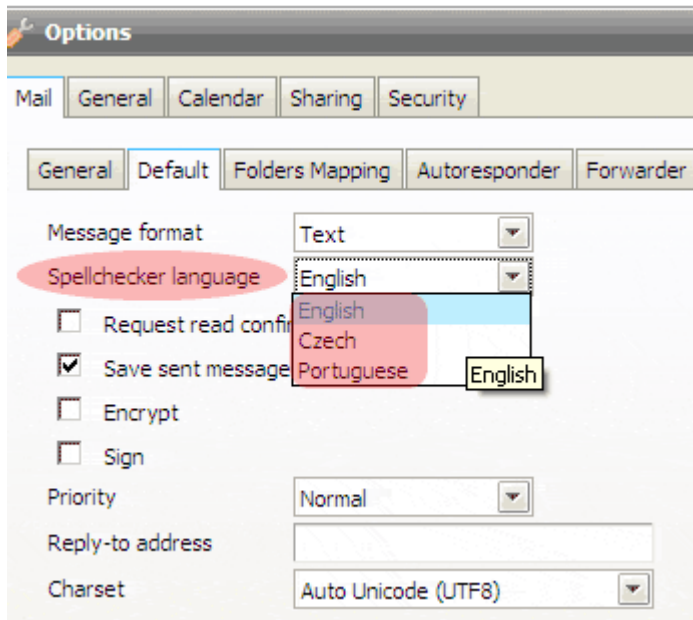 Options
Mail General Calendar Sharing Security
General Default Folders Mapping Autoresponder Forwarder
Message format Text
Spellchecker language English
English
Request read confi
Czech
Save sent message Portuguese English
Encrypt
Sign
Priority Normal
Reply-to address
Charset Auto Unicode (UTF8)